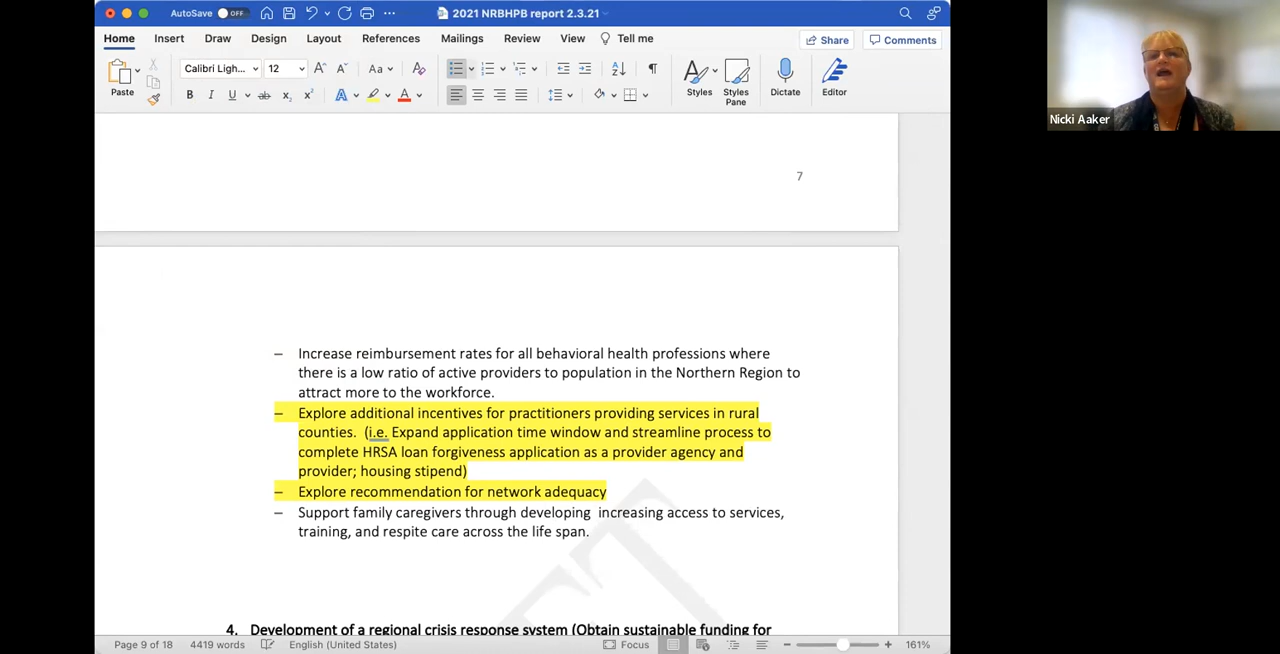 AutoSave OFF 2021 NRBHPB report 2.3.21
Home Insert Draw Design Layout References Mailings Review View Tell me Share Comments
Paste Calibri Ligh... 12 Aa Styles Styles Pane Dictate Editor
Nicki Aaker
7
– Increase reimbursement rates for all behavioral health professions where
there is a low ratio of active providers to population in the Northern Region to
attract more to the workforce.
– Explore additional incentives for practitioners providing services in rural
counties. (i.e. Expand application time window and streamline process to
complete HRSA loan forgiveness application as a provider agency and
provider; housing stipend)
– Explore recommendation for network adequacy
– Support family caregivers through developing increasing access to services,
training, and respite care across the life span.
4. Development of a regional crisis response system (Obtain sustainable funding for
Page 9 of 18 4419 words English (United States) Focus 161%